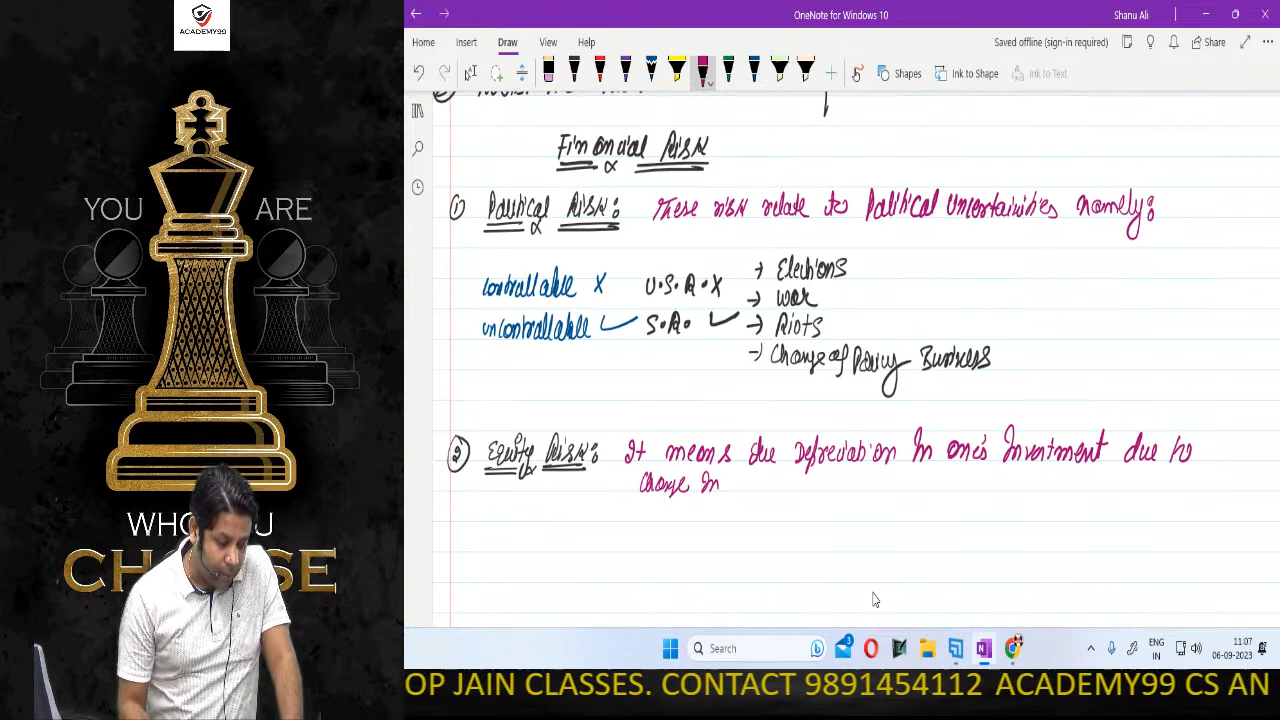 ACADEMY99
YOU ARE
WHO YOU
CHOOSE
OneNote for Windows 10
Shanu Ali
Home Insert Draw View Help
Saved offline (sign-in required)
Share
Shapes
Ink to Shape
Ink to Text
Financial Risk
① Political Risk: These risk relate to Political Uncertainities namely:
controllable X U.S.R. X → Elections
→ war
uncontrollable ✓ S.R. ✓ → Riots
→ Change of Policy Business
② Equity Risk: It means due Depreciation In one's Investment due to
Change In
Search
3
ENG
IN
11:07
06-09-2023
OP JAIN CLASSES. CONTACT 9891454112 ACADEMY99 CS AN